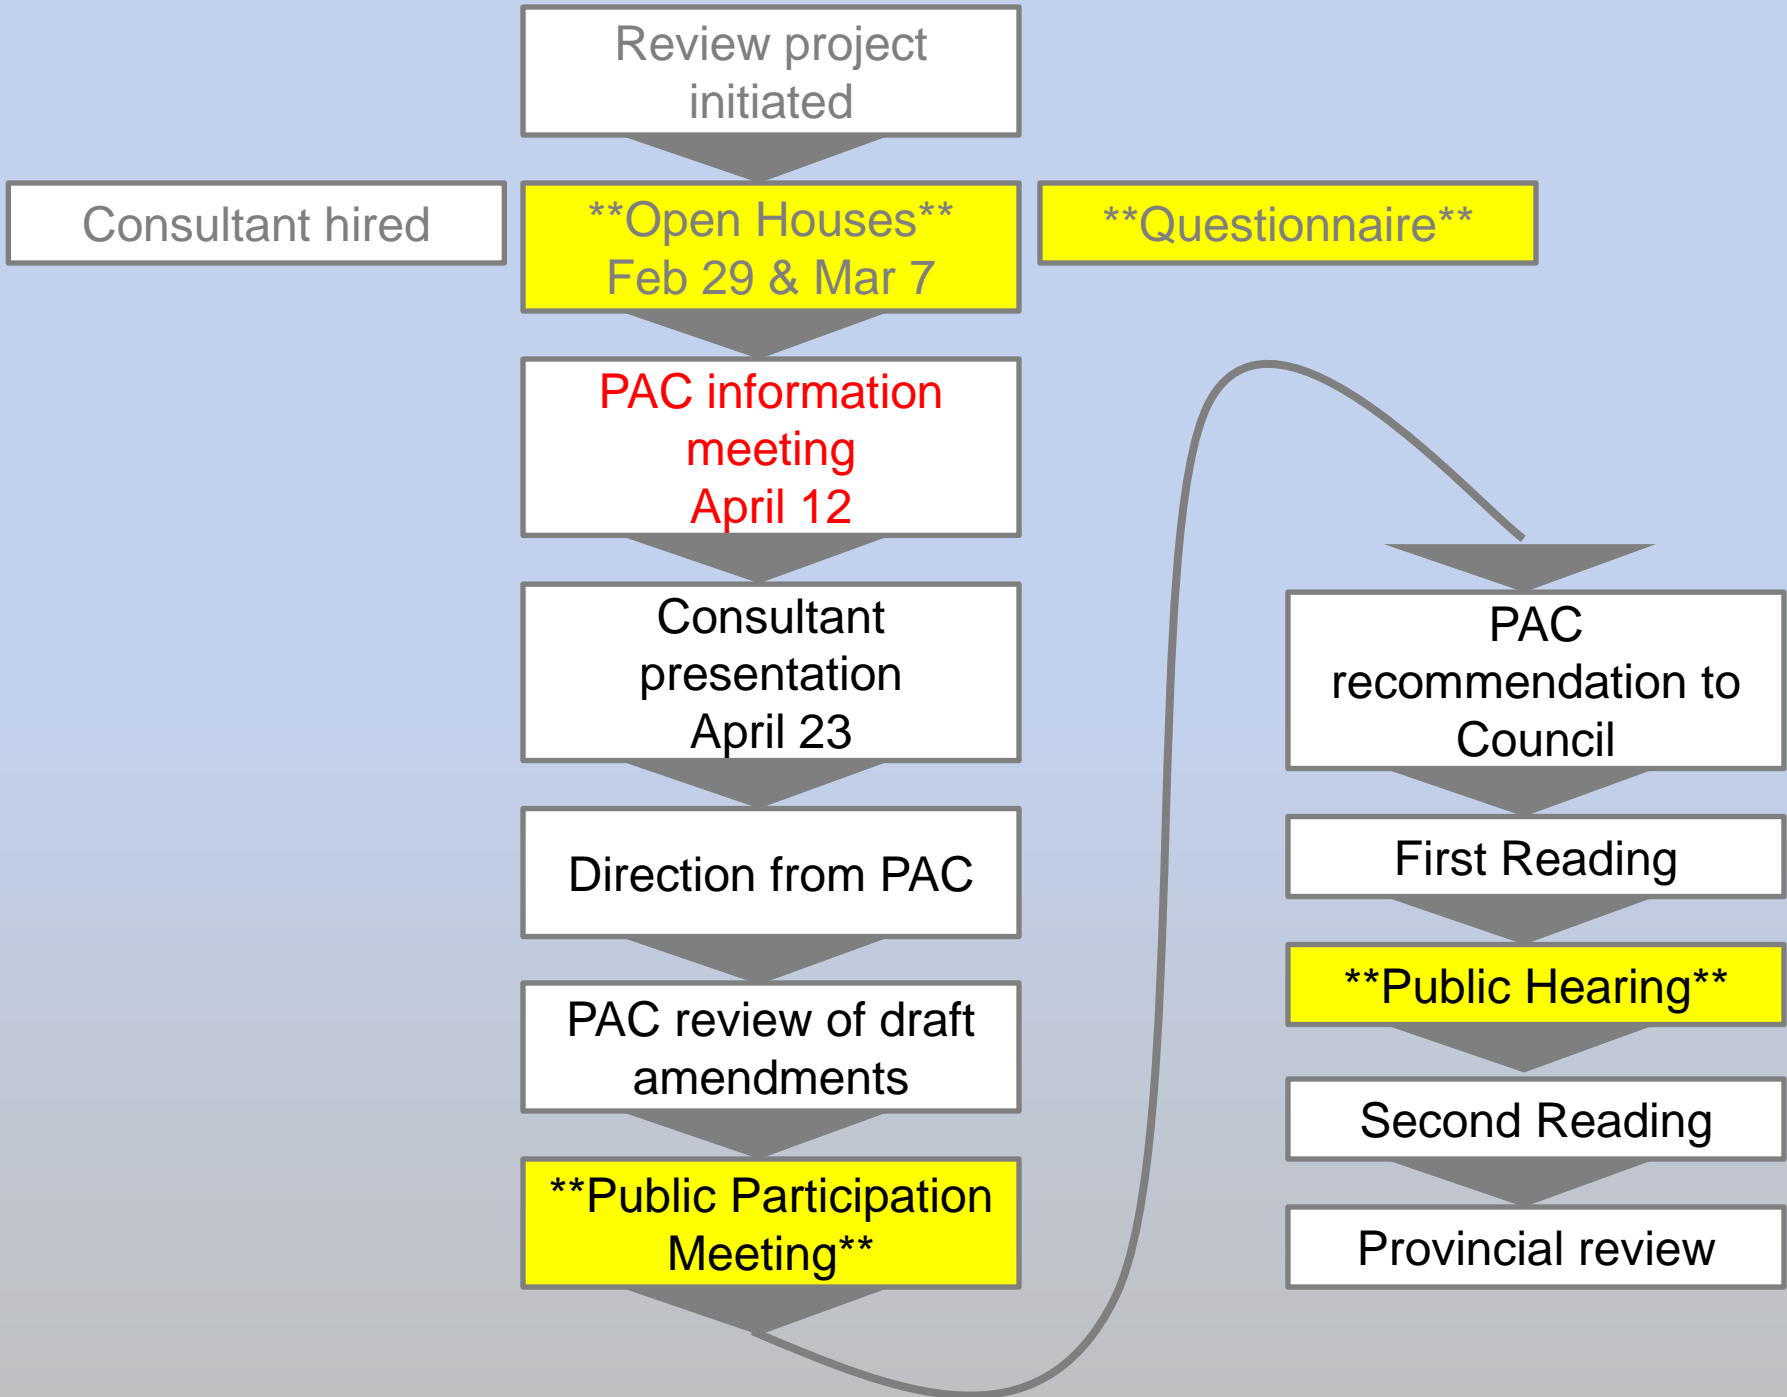 Review project
initiated
Consultant hired
**Open Houses**
Feb 29 & Mar 7
**Questionnaire**
PAC information
meeting
April 12
Consultant
presentation
April 23
Direction from PAC
PAC review of draft
amendments
**Public Participation
Meeting**
PAC
recommendation to
Council
First Reading
**Public Hearing**
Second Reading
Provincial review